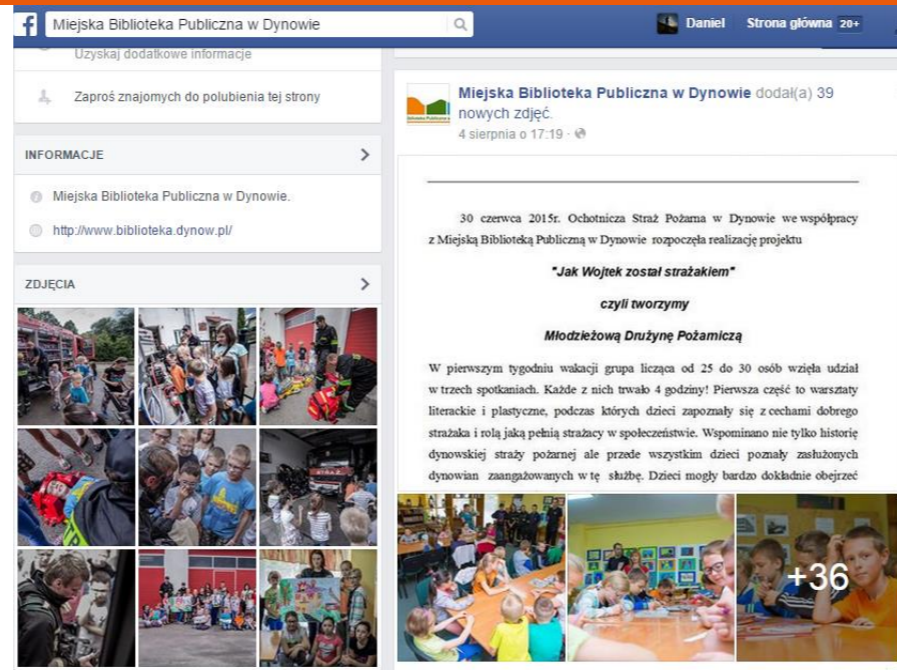 Miejska Biblioteka Publiczna w Dynowie
Daniel Strona główna 20+
Uzyskaj dodatkowe informacje
Zaproś znajomych do polubienia tej strony
INFORMACJE
Miejska Biblioteka Publiczna w Dynowie.
http://www.biblioteka.dynow.pl/
ZDJĘCIA
Miejska Biblioteka Publiczna w Dynowie dodał(a) 39
nowych zdjęć.
4 sierpnia o 17:19 ·
30 czerwca 2015r. Ochotnicza Straż Pożarna w Dynowie we współpracy
z Miejską Biblioteką Publiczną w Dynowie rozpoczęła realizację projektu
"Jak Wojtek został strażakiem"
czyli tworzymy
Młodzieżową Drużynę Pożarniczą
W pierwszym tygodniu wakacji grupa licząca od 25 do 30 osób wzięła udział
w trzech spotkaniach. Każde z nich trwało 4 godziny! Pierwsza część to warsztaty
literackie i plastyczne, podczas których dzieci zapoznały się z cechami dobrego
strażaka i rolą jaką pełnią strażacy w społeczeństwie. Wspominano nie tylko historię
dynowskiej straży pożarnej ale przede wszystkim dzieci poznały zasłużonych
dynowian zaangażowanych w tę służbę. Dzieci mogły bardzo dokładnie obejrzeć
+36